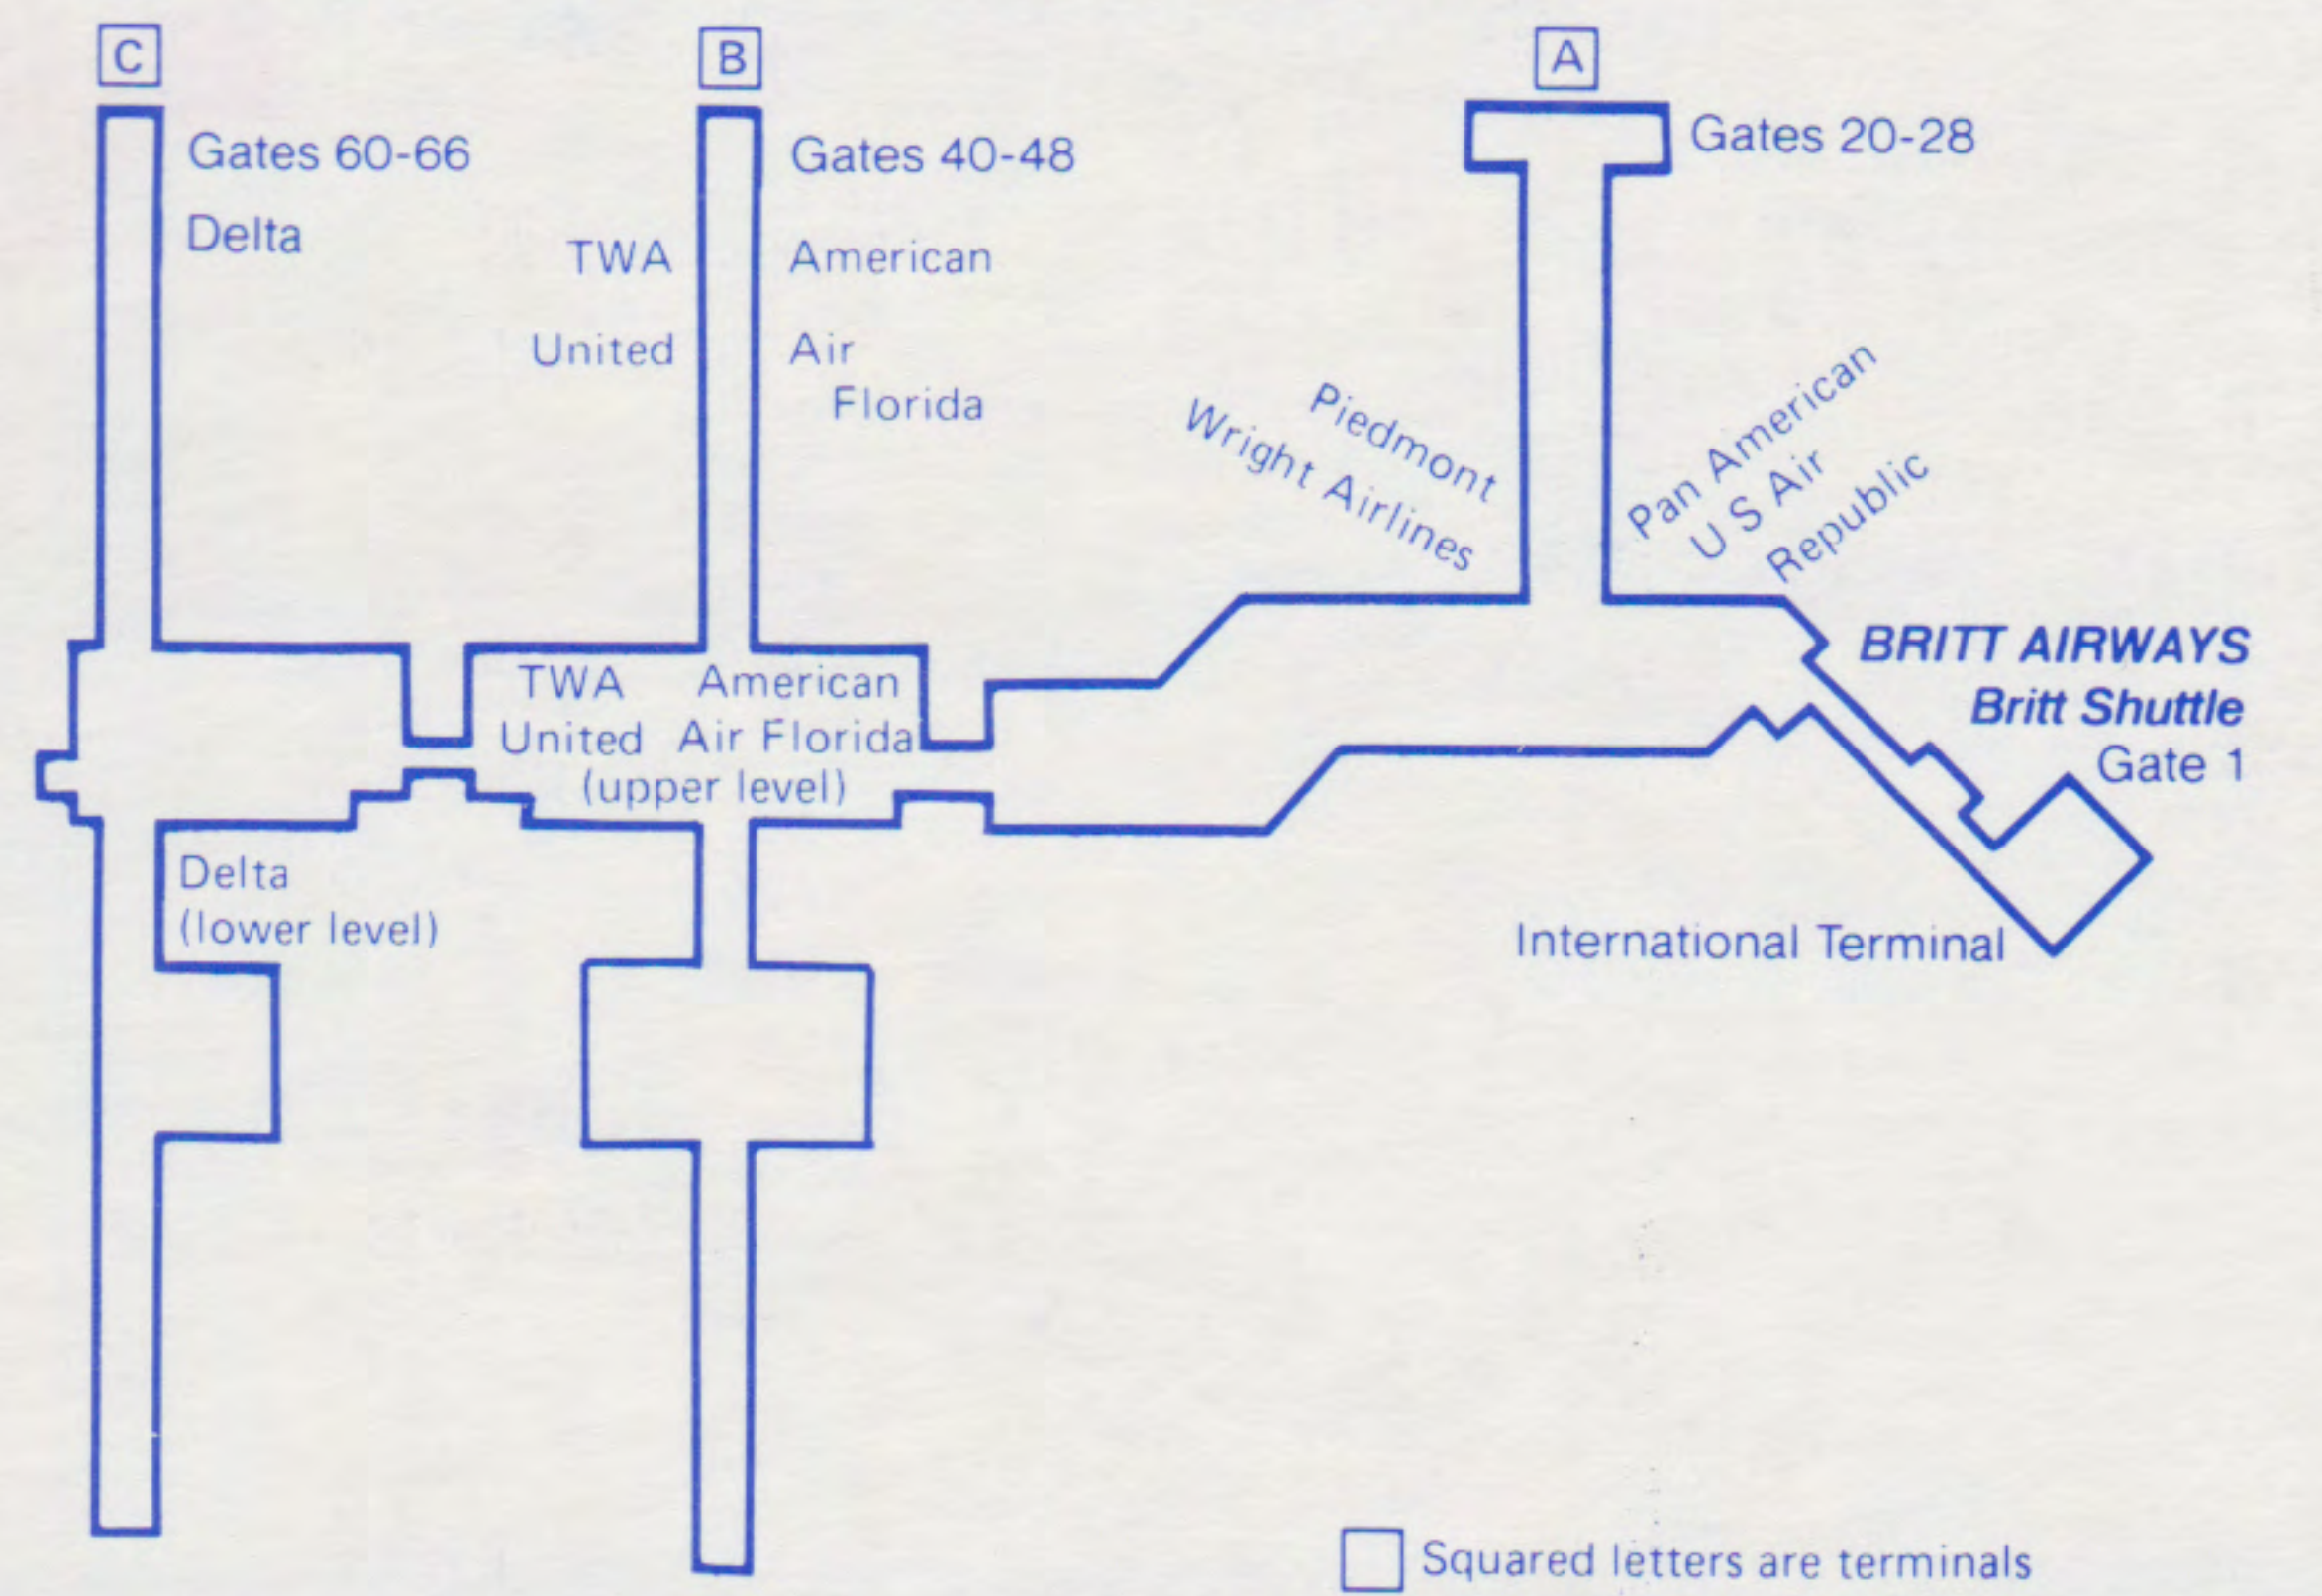 C
B
A
Gates 60-66
Delta
Gates 40-48
TWA
American
United
Air
Florida
Gates 20-28
Piedmont
Wright Airlines
Pan American
U S Air
Republic
BRITT AIRWAYS
Britt Shuttle
Gate 1
TWA American
United Air Florida
(upper level)
Delta
(lower level)
International Terminal
Squared letters are terminals